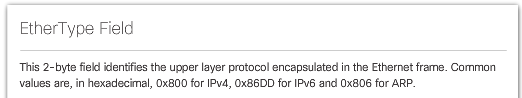 EtherType Field
This 2-byte field identifies the upper layer protocol encapsulated in the Ethernet frame. Common
values are, in hexadecimal, 0x800 for IPv4, 0x86DD for IPv6 and 0x806 for ARP.